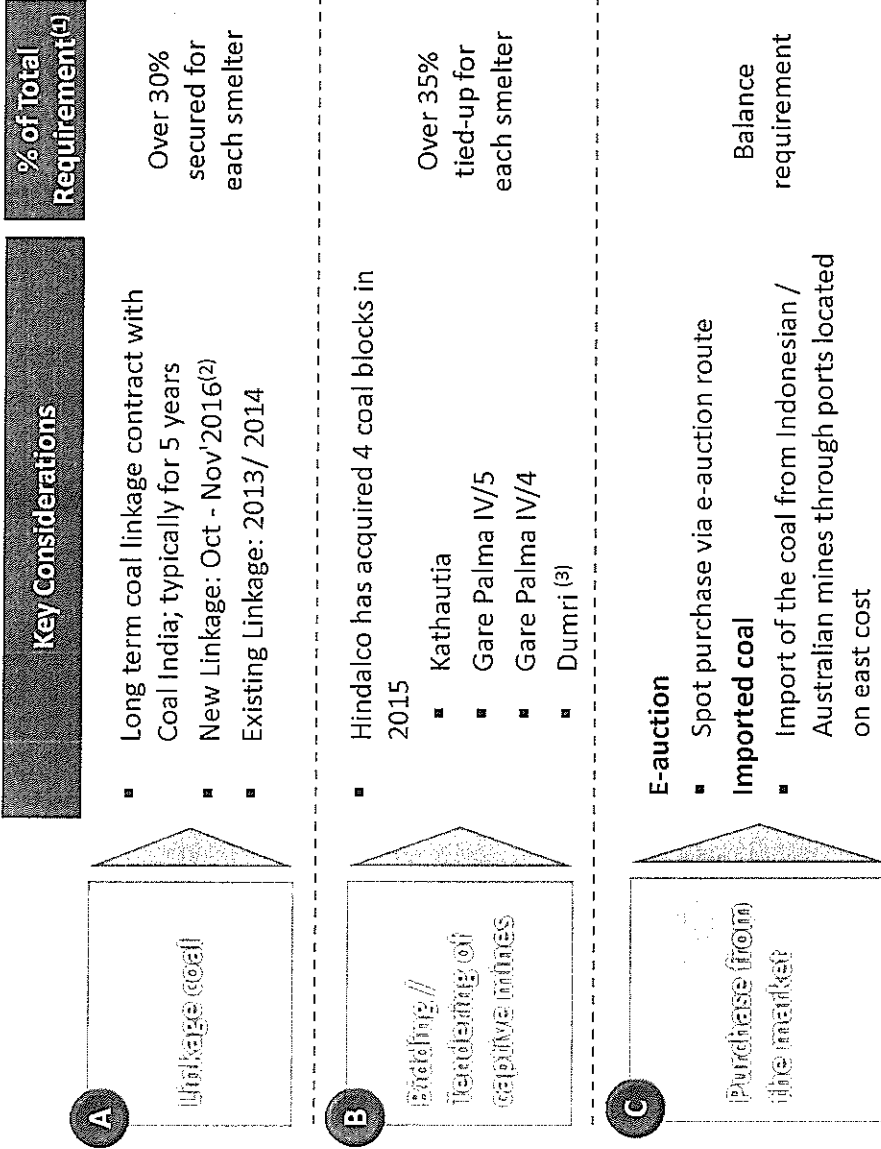 Key Considerations
% of Total
Requirement(1)
A
Linkage coal
▪ Long term coal linkage contract with
Coal India; typically for 5 years
▪ New Linkage: Oct - Nov'2016(2)
▪ Existing Linkage: 2013/ 2014
Over 30%
secured for
each smelter
B
Bidding /
Tendering of
captive mines
▪ Hindalco has acquired 4 coal blocks in
2015
▪ Kathautia
▪ Gare Palma IV/5
▪ Gare Palma IV/4
▪ Dumri (3)
Over 35%
tied-up for
each smelter
C
Purchase from
the market
E-auction
▪ Spot purchase via e-auction route
Imported coal
▪ Import of the coal from Indonesian /
Australian mines through ports located
on east cost
Balance
requirement